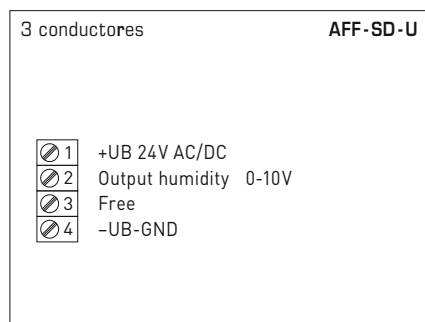 3 conductores AFF-SD-U
1 +UB 24V AC/DC
2 Output humidity 0-10V
3 Free
4 –UB-GND